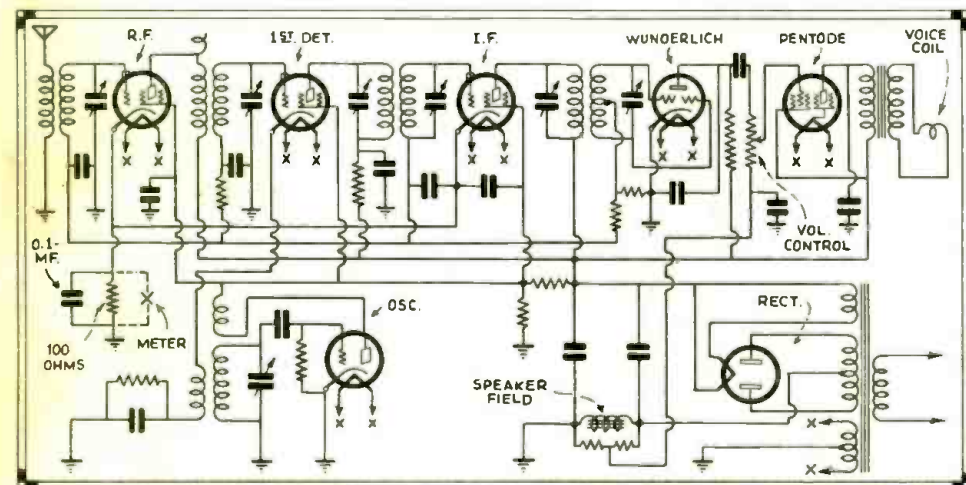 R.F.
1ST. DET.
I.F.
WUNDERLICH
PENTODE
VOICE
COIL
X X
X X
X X
X X
X X
VOL.
CONTROL
0.1-
MF.
X
METER
100
OHMS
OSC.
X X
RECT.
SPEAKER
FIELD
X
X